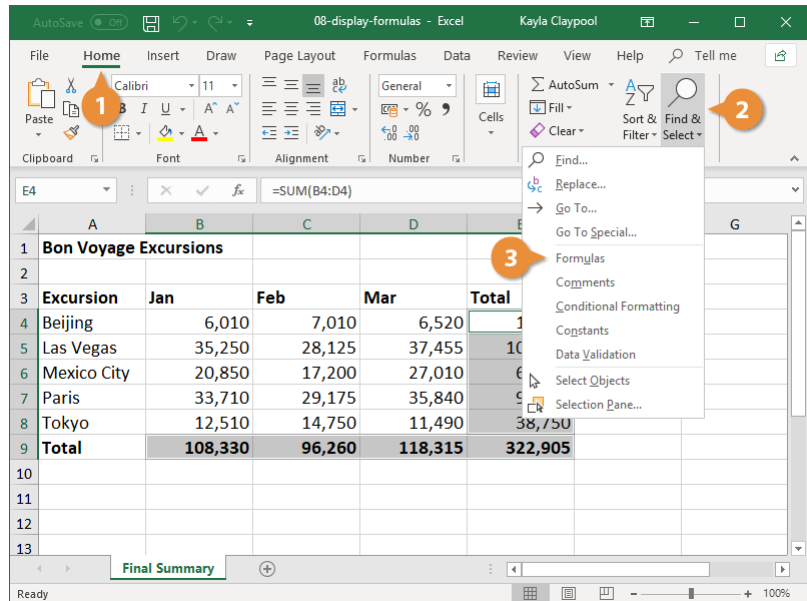 AutoSave Off 08-display-formulas - Excel Kayla Claypool
File Home Insert Draw Page Layout Formulas Data Review View Help Tell me
Calibri 11 ab General Σ AutoSum A Z
1 B I U A A % 9 Fill 2
Paste A Cells Clear Sort & Filter Find & Select
Clipboard Font Alignment Number
E4 fx =SUM(B4:D4)
Find...
Replace...
Go To...
Go To Special...
3 Formulas
Comments
Conditional Formatting
Constants
Data Validation
Select Objects
Selection Pane...
A B C D E G
1 Bon Voyage Excursions
2
3 Excursion Jan Feb Mar Total
4 Beijing 6,010 7,010 6,520 1
5 Las Vegas 35,250 28,125 37,455 10
6 Mexico City 20,850 17,200 27,010 6
7 Paris 33,710 29,175 35,840 9
8 Tokyo 12,510 14,750 11,490 38,750
9 Total 108,330 96,260 118,315 322,905
10
11
12
13
Final Summary
Ready 100%